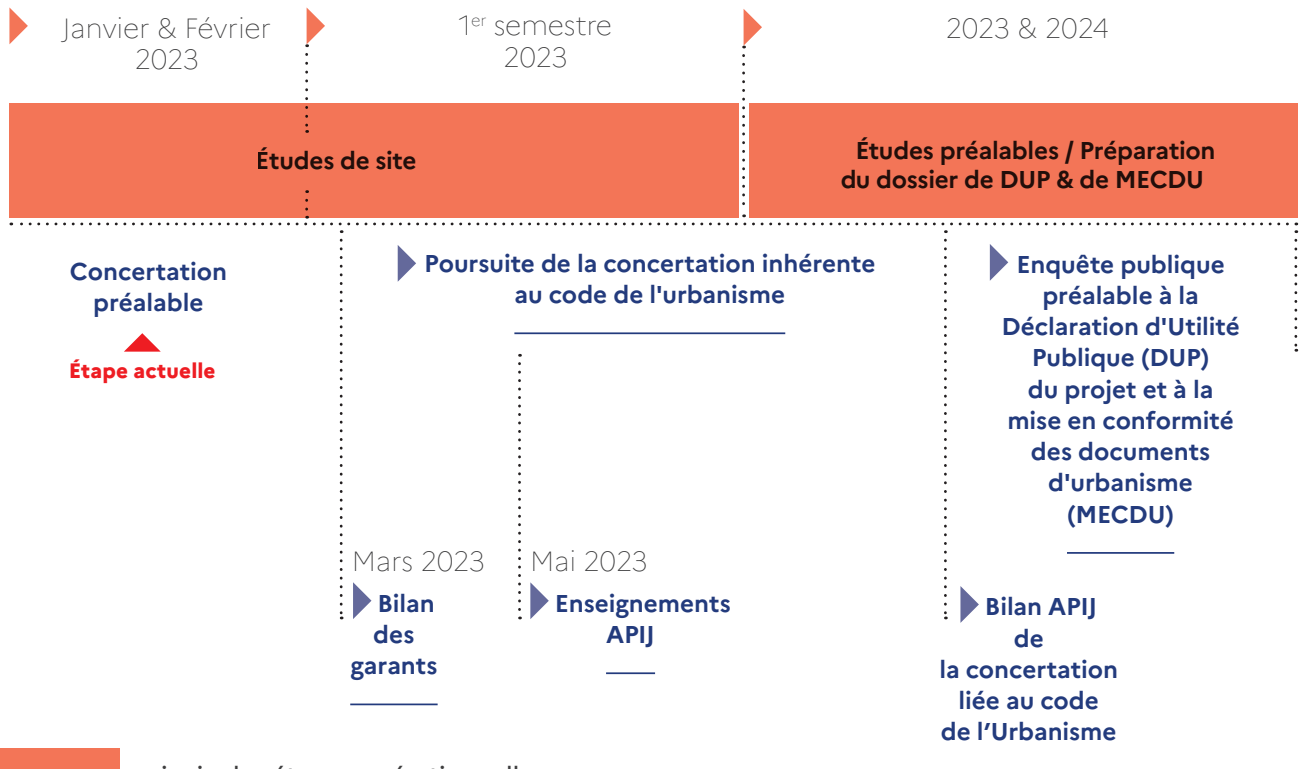 Janvier & Février
2023
1er semestre
2023
2023 & 2024
Études de site
Études préalables / Préparation
du dossier de DUP & de MECDU
Concertation
préalable
Étape actuelle
Poursuite de la concertation inhérente
au code de l'urbanisme
Enquête publique
préalable à la
Déclaration d'Utilité
Publique (DUP)
du projet et à la
mise en conformité
des documents
d'urbanisme
(MECDU)
Mars 2023
Bilan
des
garants
Mai 2023
Enseignements
APIJ
Bilan APIJ
de
la concertation
liée au code
de l’Urbanisme